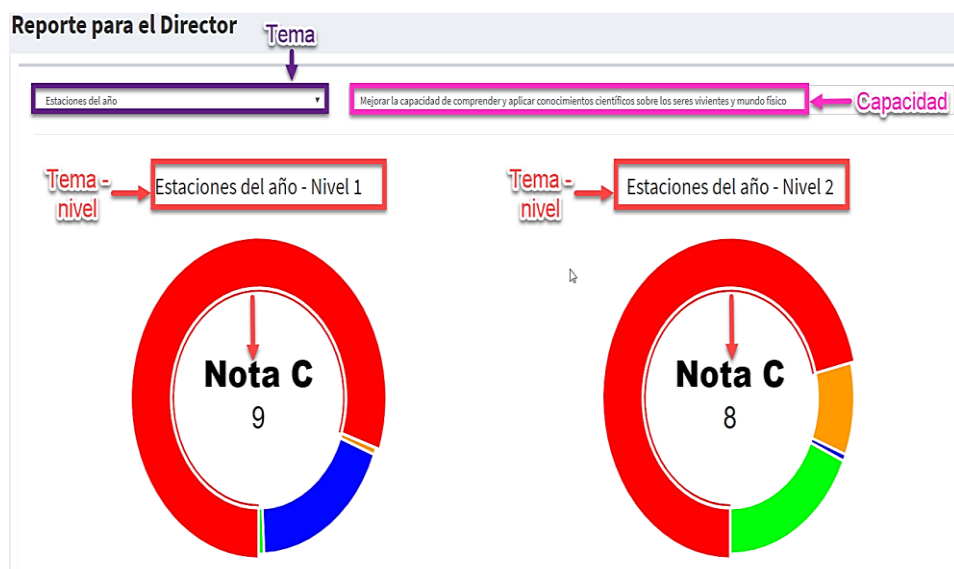 Reporte para el Director
Tema
Estaciones del año
Mejorar la capacidad de comprender y aplicar conocimientos científicos sobre los seres vivientes y mundo físico
Capacidad
Tema -
nivel
Estaciones del año - Nivel 1
Tema -
nivel
Estaciones del año - Nivel 2
Nota C
9
Nota C
8